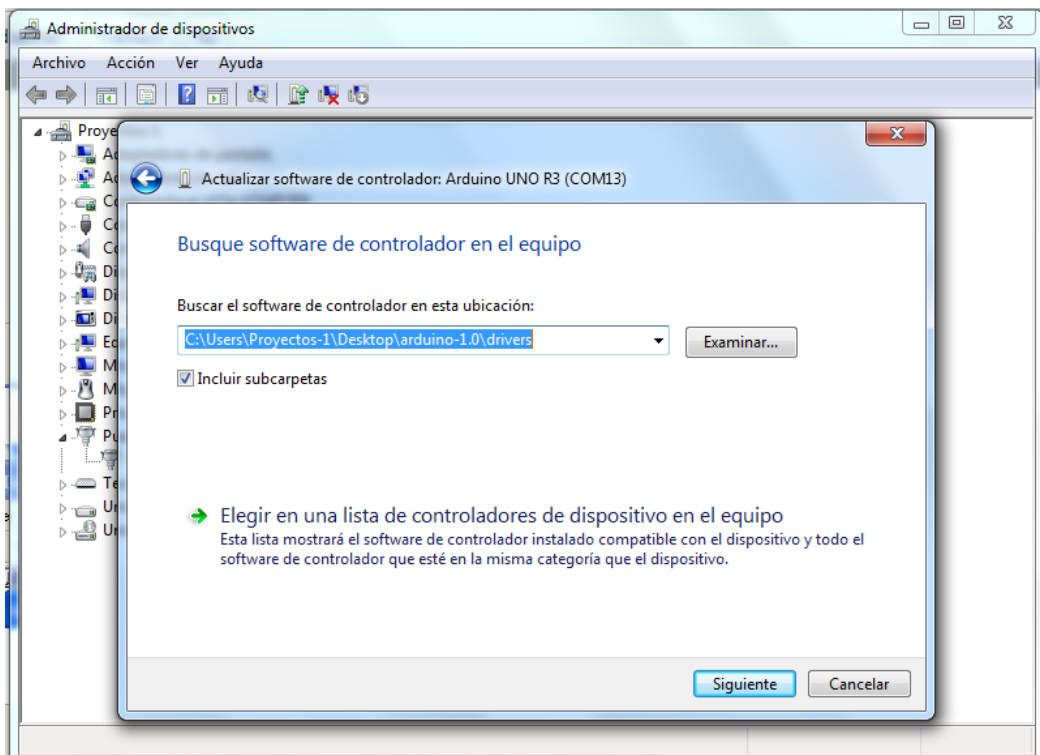 Administrador de dispositivos
Archivo Acción Ver Ayuda
Actualizar software de controlador: Arduino UNO R3 (COM13)
Busque software de controlador en el equipo
Buscar el software de controlador en esta ubicación:
C:\Users\Proyectos-1\Desktop\arduino-1.0\drivers
Examinar...
Incluir subcarpetas
Elegir en una lista de controladores de dispositivo en el equipo
Esta lista mostrará el software de controlador instalado compatible con el dispositivo y todo el
software de controlador que esté en la misma categoría que el dispositivo.
Siguiente Cancelar